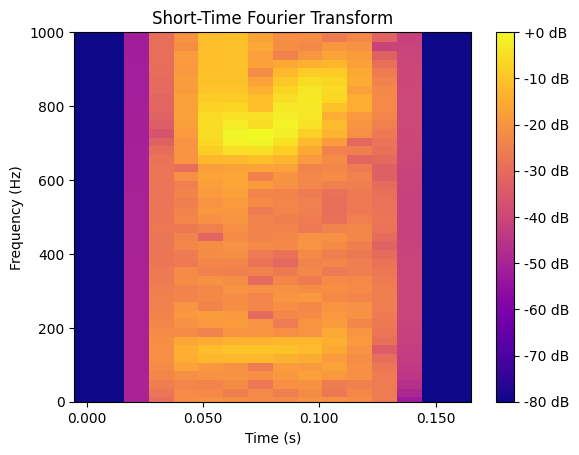 Short-Time Fourier Transform
1000
800
600
400
200
0
Frequency (Hz)
0.000
0.050
0.100
0.150
Time (s)
+0 dB
-10 dB
-20 dB
-30 dB
-40 dB
-50 dB
-60 dB
-70 dB
-80 dB